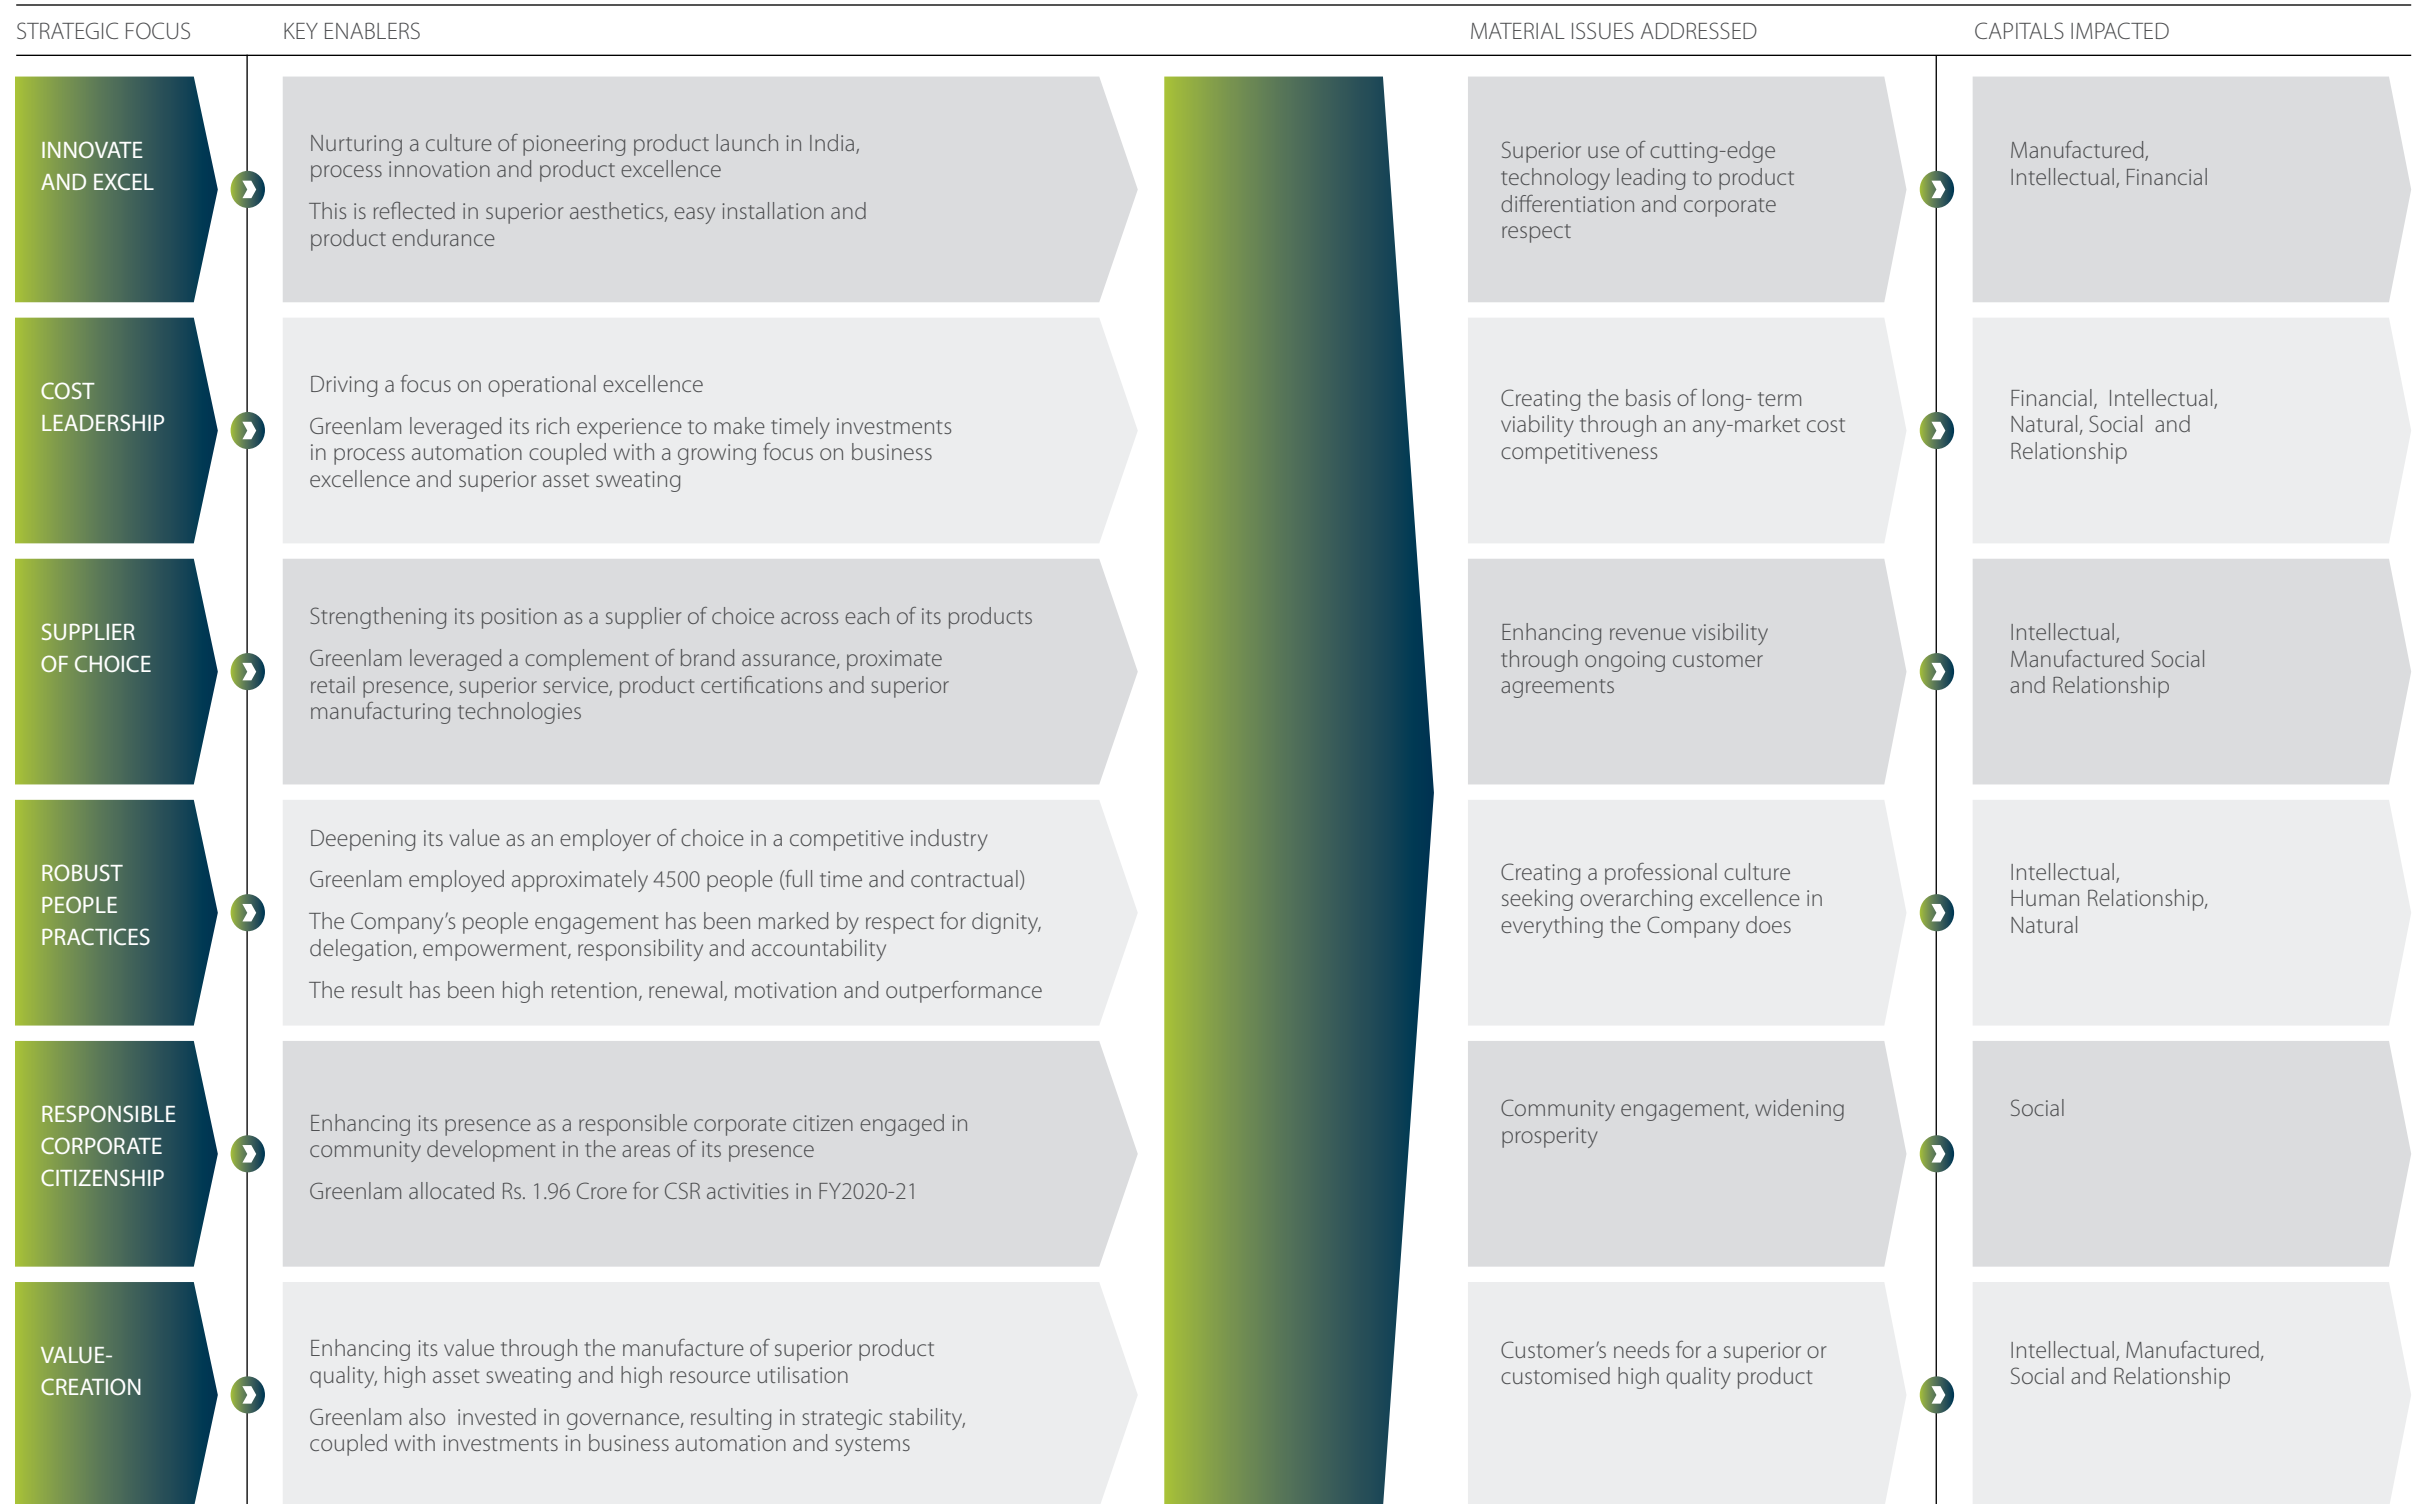 STRATEGIC FOCUS
KEY ENABLERS
MATERIAL ISSUES ADDRESSED
CAPITALS IMPACTED
INNOVATE
AND EXCEL
Nurturing a culture of pioneering product launch in India,
process innovation and product excellence
This is reflected in superior aesthetics, easy installation and
product endurance
Superior use of cutting-edge
technology leading to product
differentiation and corporate
respect
Manufactured,
Intellectual, Financial
COST
LEADERSHIP
Driving a focus on operational excellence
Greenlam leveraged its rich experience to make timely investments
in process automation coupled with a growing focus on business
excellence and superior asset sweating
Creating the basis of long- term
viability through an any-market cost
competitiveness
Financial, Intellectual,
Natural, Social and
Relationship
SUPPLIER
OF CHOICE
Strengthening its position as a supplier of choice across each of its products
Greenlam leveraged a complement of brand assurance, proximate
retail presence, superior service, product certifications and superior
manufacturing technologies
Enhancing revenue visibility
through ongoing customer
agreements
Intellectual,
Manufactured Social
and Relationship
ROBUST
PEOPLE
PRACTICES
Deepening its value as an employer of choice in a competitive industry
Greenlam employed approximately 4500 people (full time and contractual)
The Company's people engagement has been marked by respect for dignity,
delegation, empowerment, responsibility and accountability
The result has been high retention, renewal, motivation and outperformance
Creating a professional culture
seeking overarching excellence in
everything the Company does
Intellectual,
Human Relationship,
Natural
RESPONSIBLE
CORPORATE
CITIZENSHIP
Enhancing its presence as a responsible corporate citizen engaged in
community development in the areas of its presence
Greenlam allocated Rs. 1.96 Crore for CSR activities in FY2020-21
Community engagement, widening
prosperity
Social
VALUE-
CREATION
Enhancing its value through the manufacture of superior product
quality, high asset sweating and high resource utilisation
Greenlam also invested in governance, resulting in strategic stability,
coupled with investments in business automation and systems
Customer's needs for a superior or
customised high quality product
Intellectual, Manufactured,
Social and Relationship